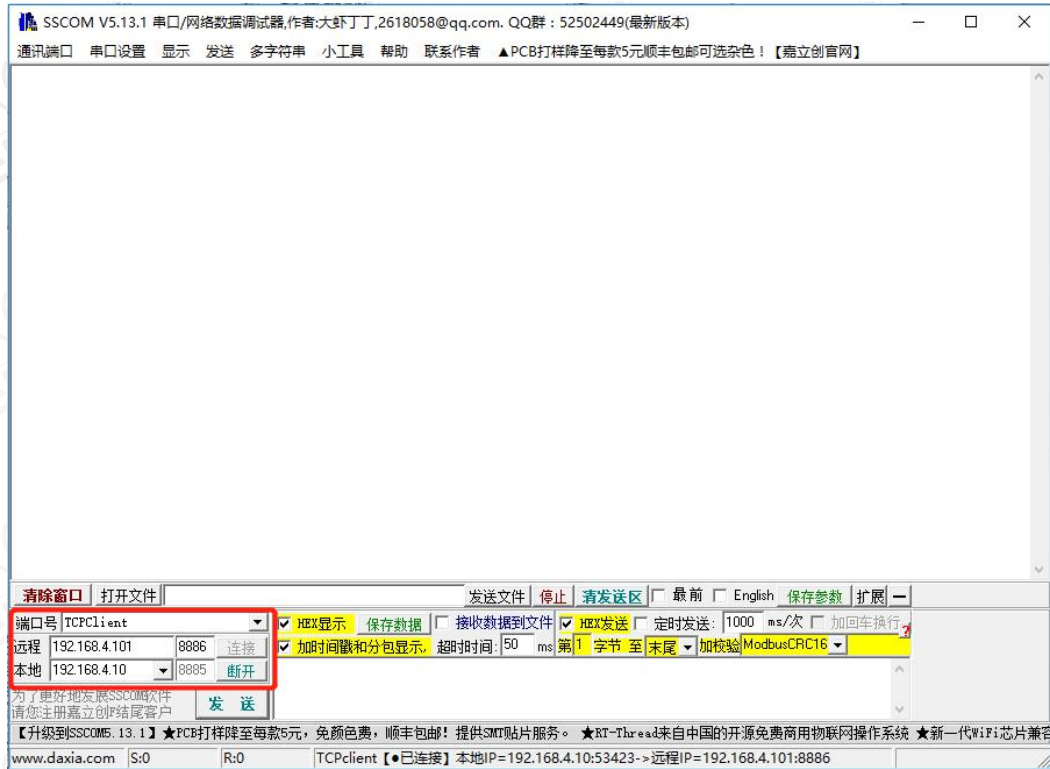 SSCOM V5.13.1 串口/网络数据调试器,作者:大虾丁丁,2618058@qq.com. QQ群：52502449(最新版本)
通讯端口 串口设置 显示 发送 多字符串 小工具 帮助 联系作者 ▲PCB打样降至每款5元顺丰包邮可选杂色！【嘉立创官网】
清除窗口 打开文件 发送文件 停止 清发送区 最前 English 保存参数 扩展 —
端口号 TCPClient HEX显示 保存数据 接收数据到文件 HEX发送 定时发送: 1000 ms/次 加回车换行
远程 192.168.4.101 8886 连接 加时间戳和分包显示, 超时时间: 50 ms 第 1 字节 至 末尾 加校验 ModbusCRC16
本地 192.168.4.10 8885 断开
为了更好地发展SSCOM软件
请您注册嘉立创F结尾客户
发 送
【升级到SSCOM5.13.1】★PCB打样降至每款5元，免颜色费，顺丰包邮！提供SMT贴片服务。 ★RT-Thread来自中国的开源免费商用物联网操作系统 ★新一代WiFi芯片兼容
www.daxia.com S:0 R:0 TCPclient【●已连接】本地IP=192.168.4.10:53423->远程IP=192.168.4.101:8886